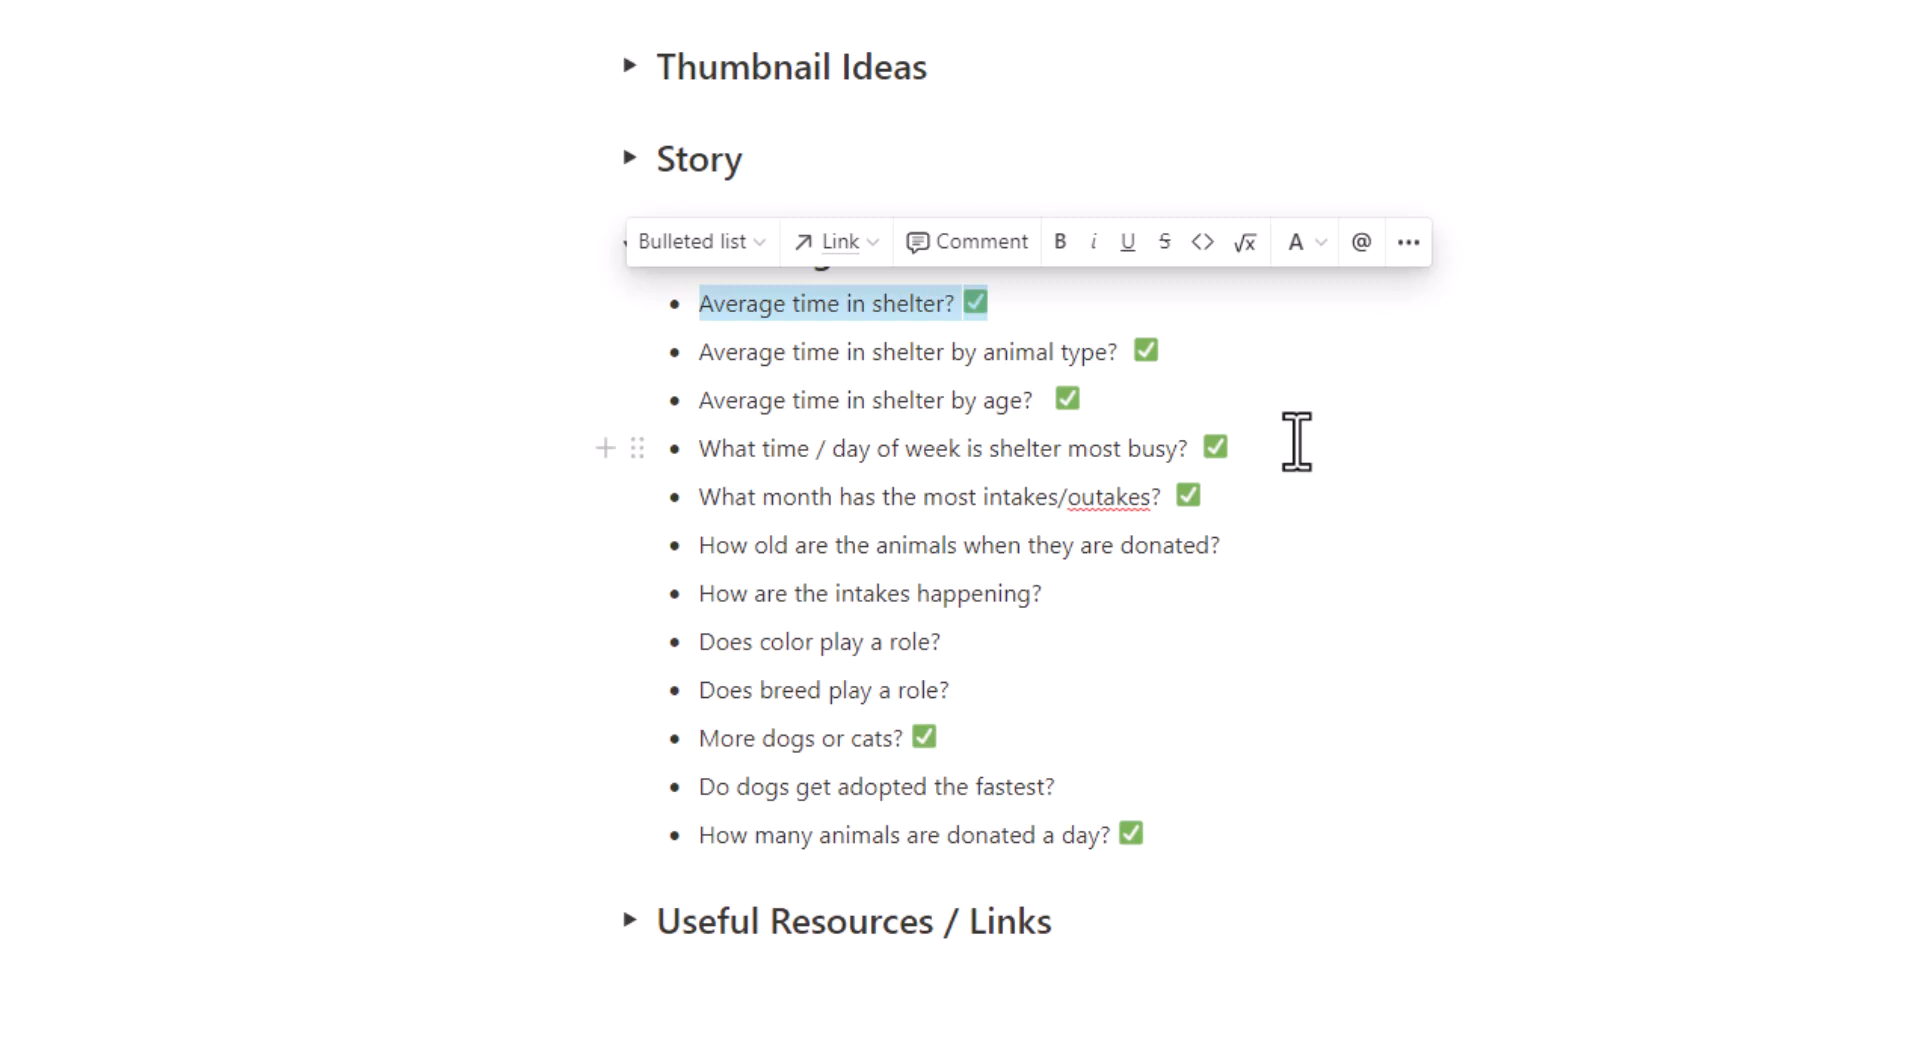 Thumbnail Ideas
Story
Bulleted list Link Comment B i U S <> √x A @ •••
Average time in shelter? ✅
Average time in shelter by animal type? ✅
Average time in shelter by age? ✅
What time / day of week is shelter most busy? ✅
What month has the most intakes/outakes? ✅
How old are the animals when they are donated?
How are the intakes happening?
Does color play a role?
Does breed play a role?
More dogs or cats? ✅
Do dogs get adopted the fastest?
How many animals are donated a day? ✅
Useful Resources / Links